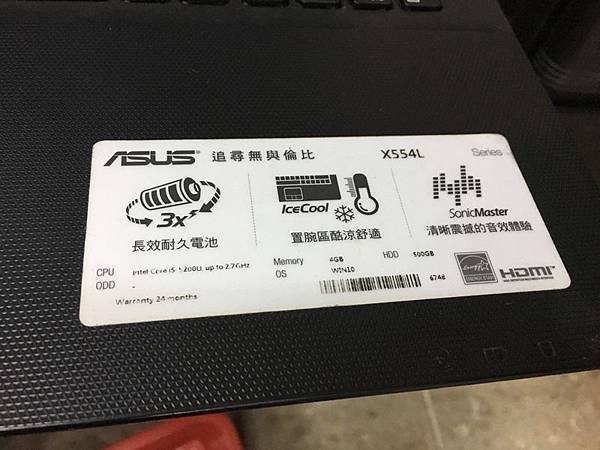 ASUS 追尋無與倫比 X554L Series
3x
IceCool
SonicMaster
長效耐久電池
置腕區酷涼舒適
清晰震撼的音效體驗
CPU Intel Core i5-5200U, up to 2.7GHz
ODD -
Memory 4GB HDD 500GB
OS WIN10
6748
HDMI
Warranty 24 months